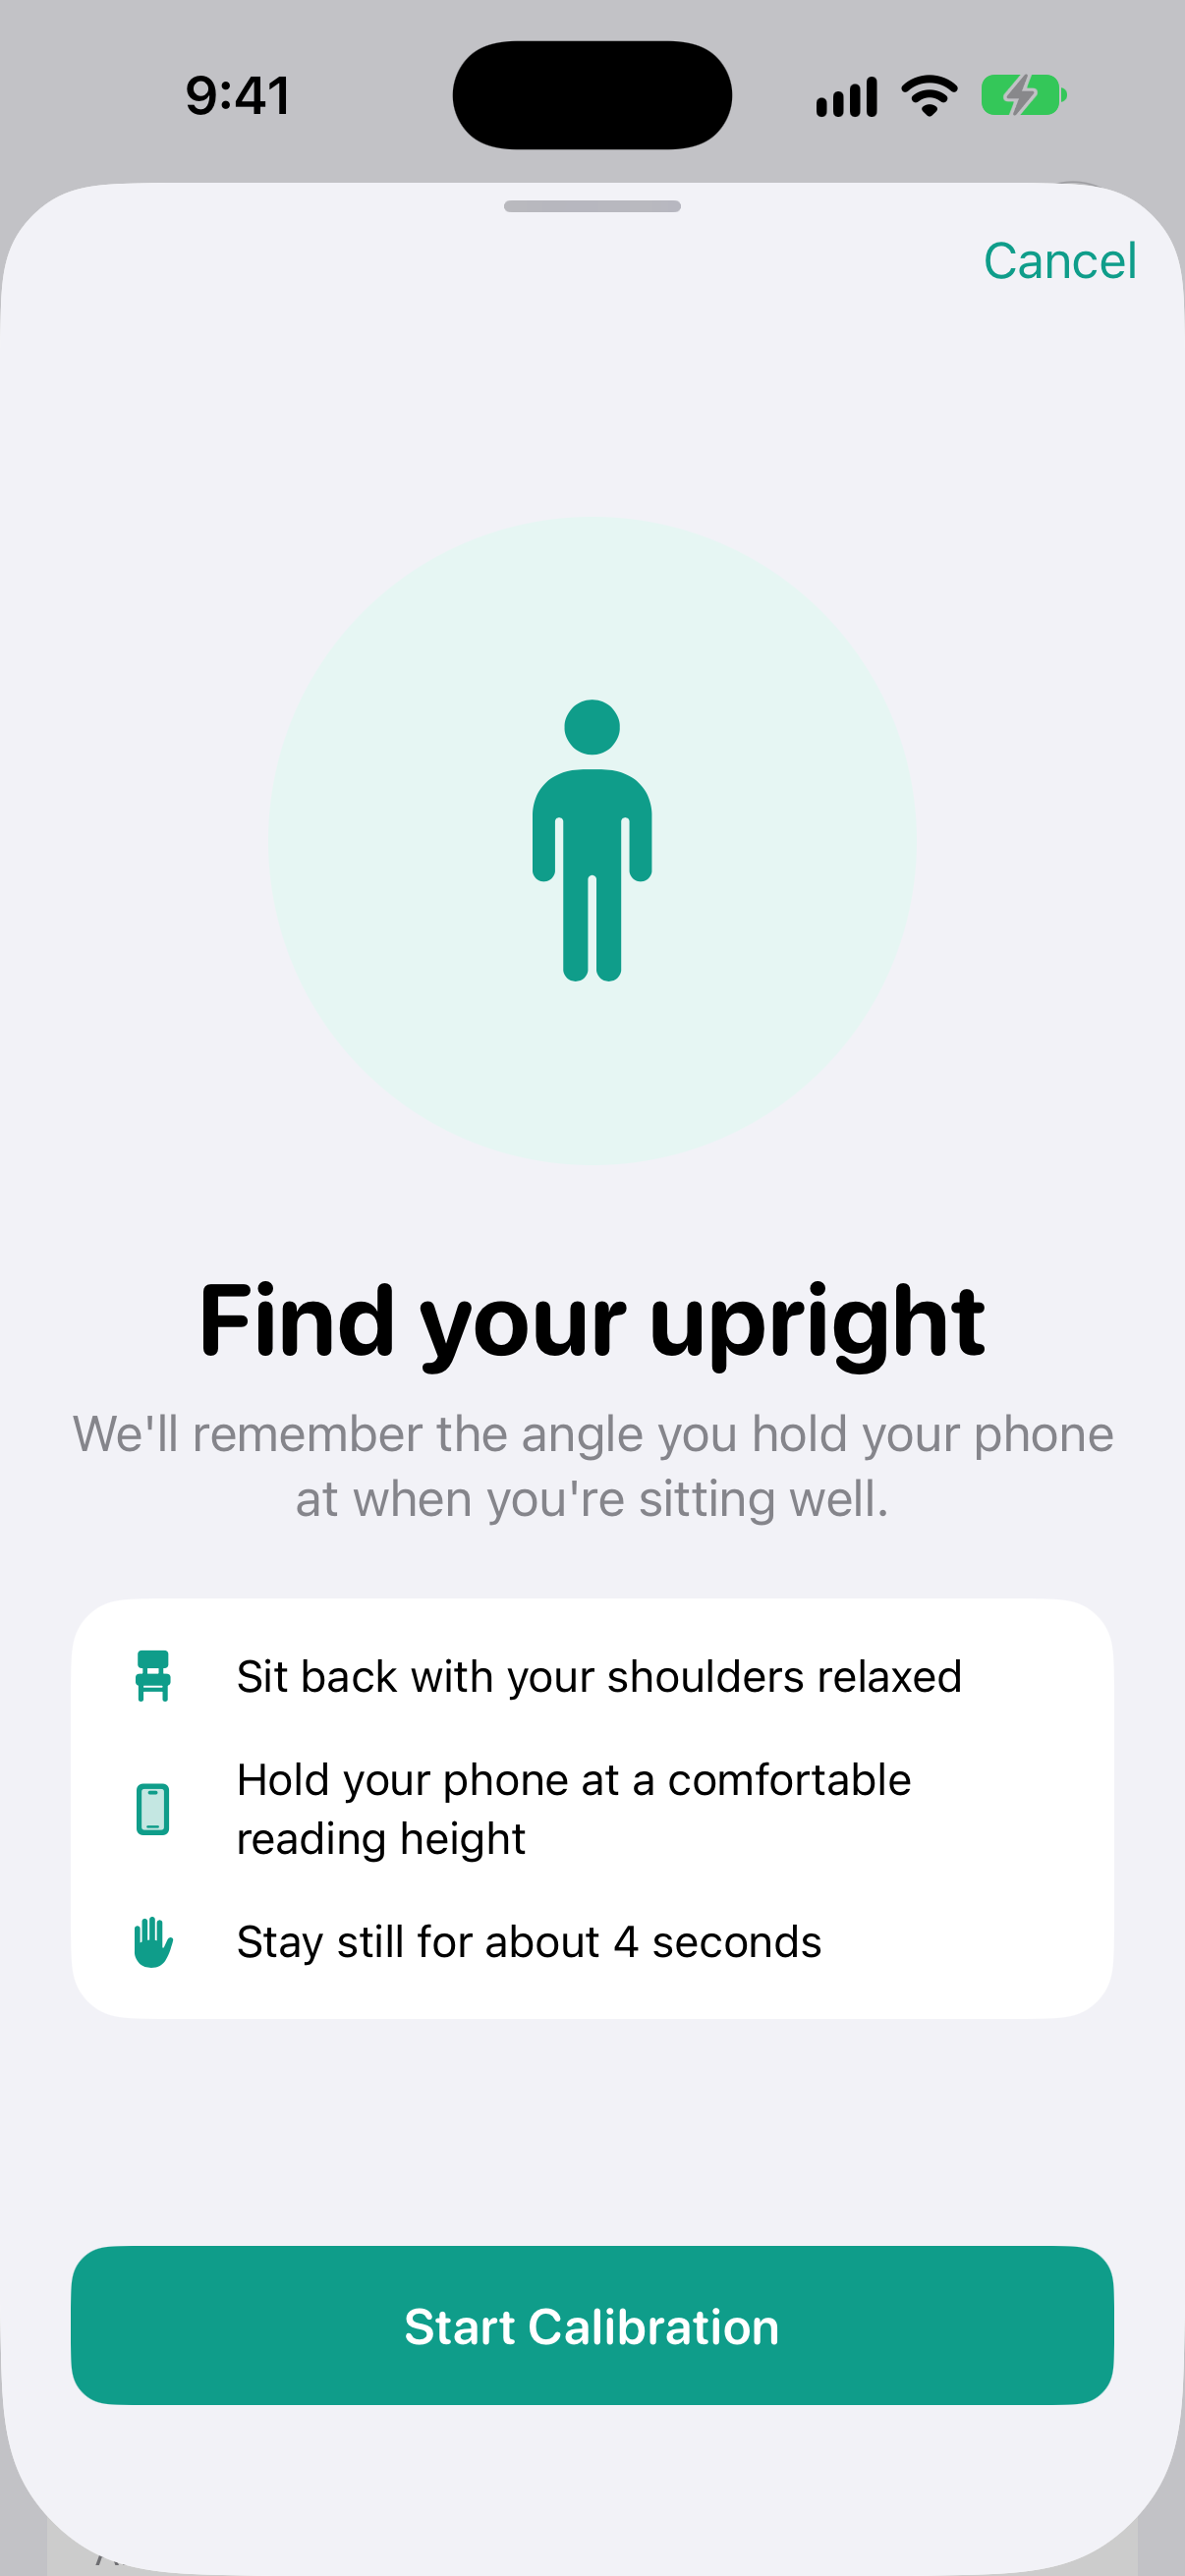 9:41
Cancel
Find your upright
We'll remember the angle you hold your phone
at when you're sitting well.
Sit back with your shoulders relaxed
Hold your phone at a comfortable
reading height
Stay still for about 4 seconds
Start Calibration